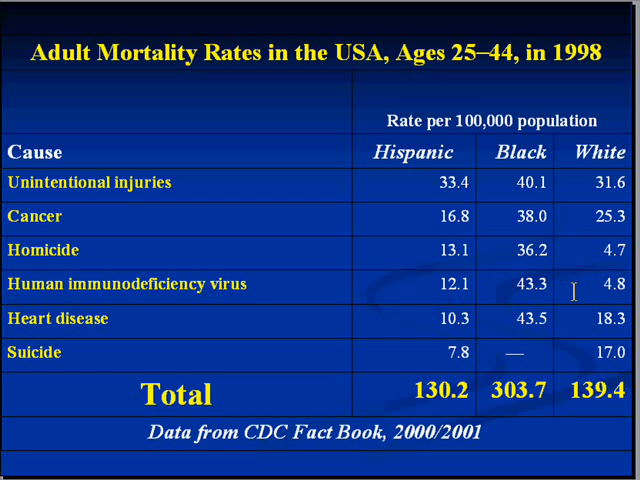 Adult Mortality Rates in the USA, Ages 25–44, in 1998
Rate per 100,000 population
Cause Hispanic Black White
Unintentional injuries 33.4 40.1 31.6
Cancer 16.8 38.0 25.3
Homicide 13.1 36.2 4.7
Human immunodeficiency virus 12.1 43.3 4.8
Heart disease 10.3 43.5 18.3
Suicide 7.8 — 17.0
Total 130.2 303.7 139.4
Data from CDC Fact Book, 2000/2001